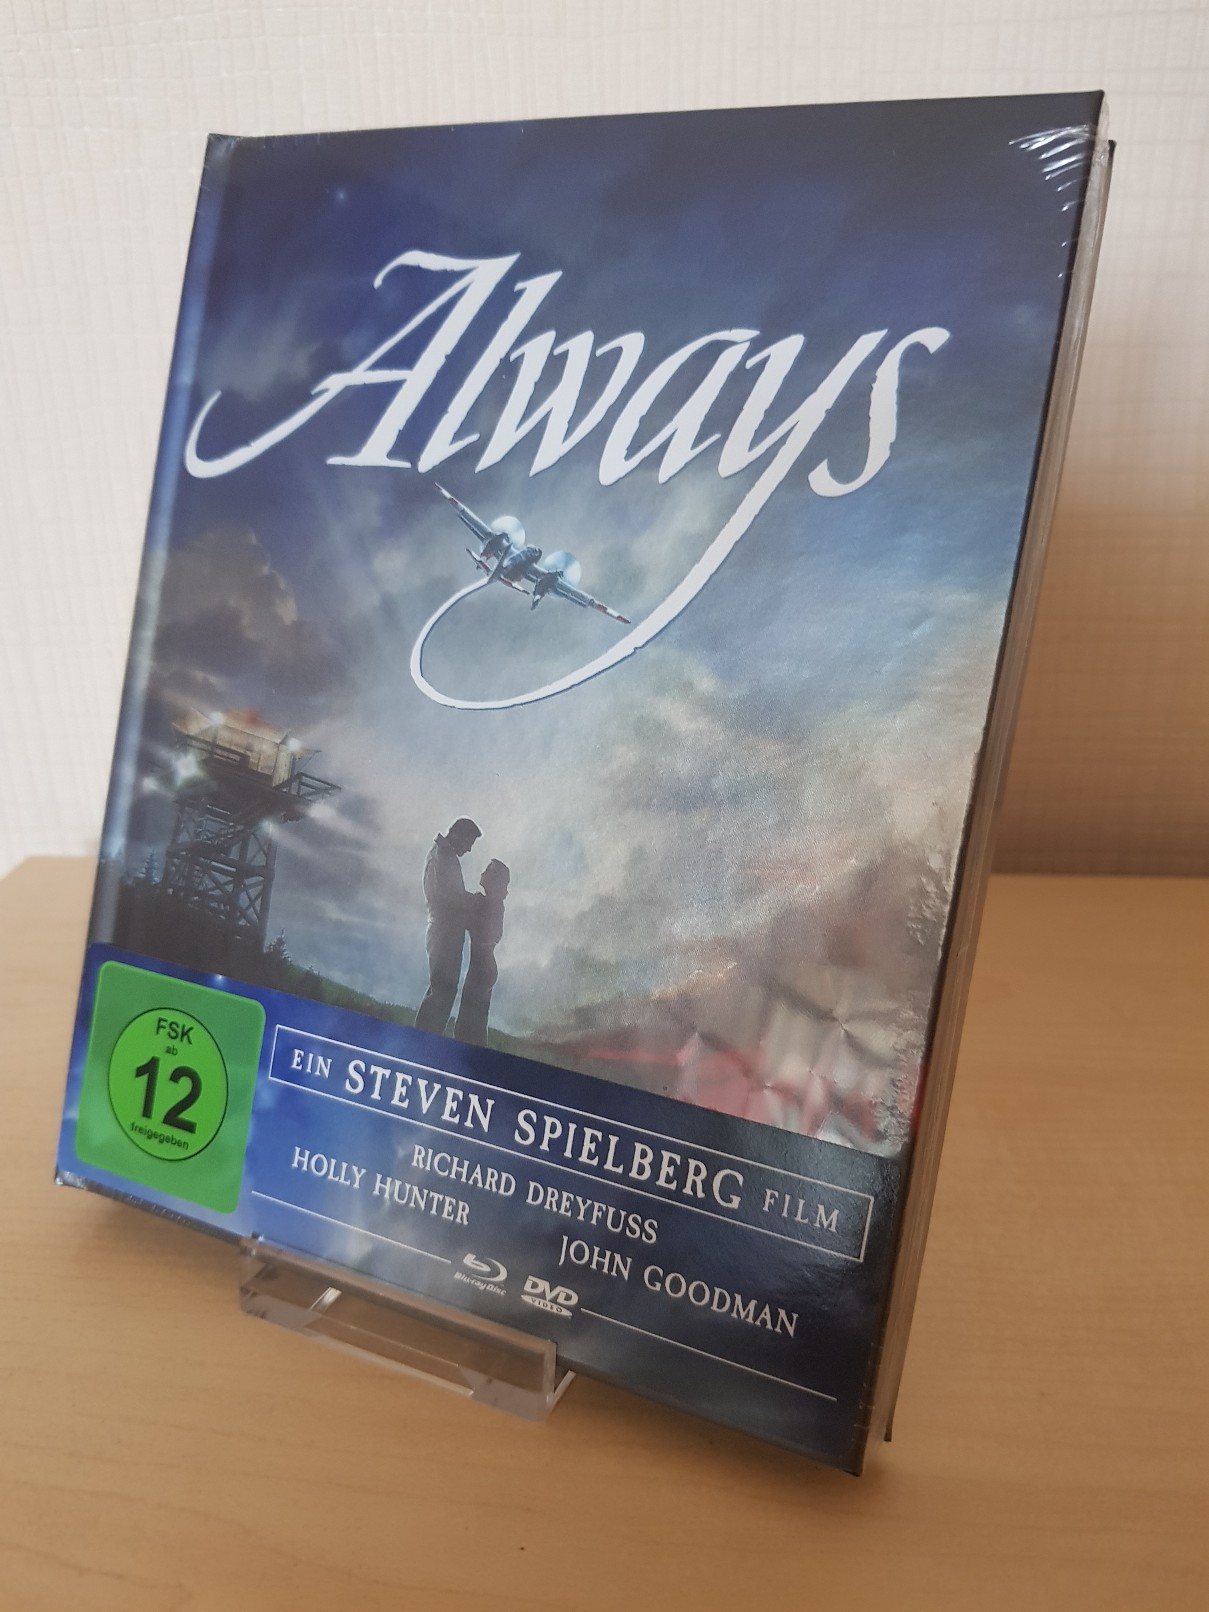 Always
FSK
ab
12
freigegeben
EIN STEVEN SPIELBERG FILM
RICHARD DREYFUSS
HOLLY HUNTER
JOHN GOODMAN
Blu-ray Disc
DVD
VIDEO